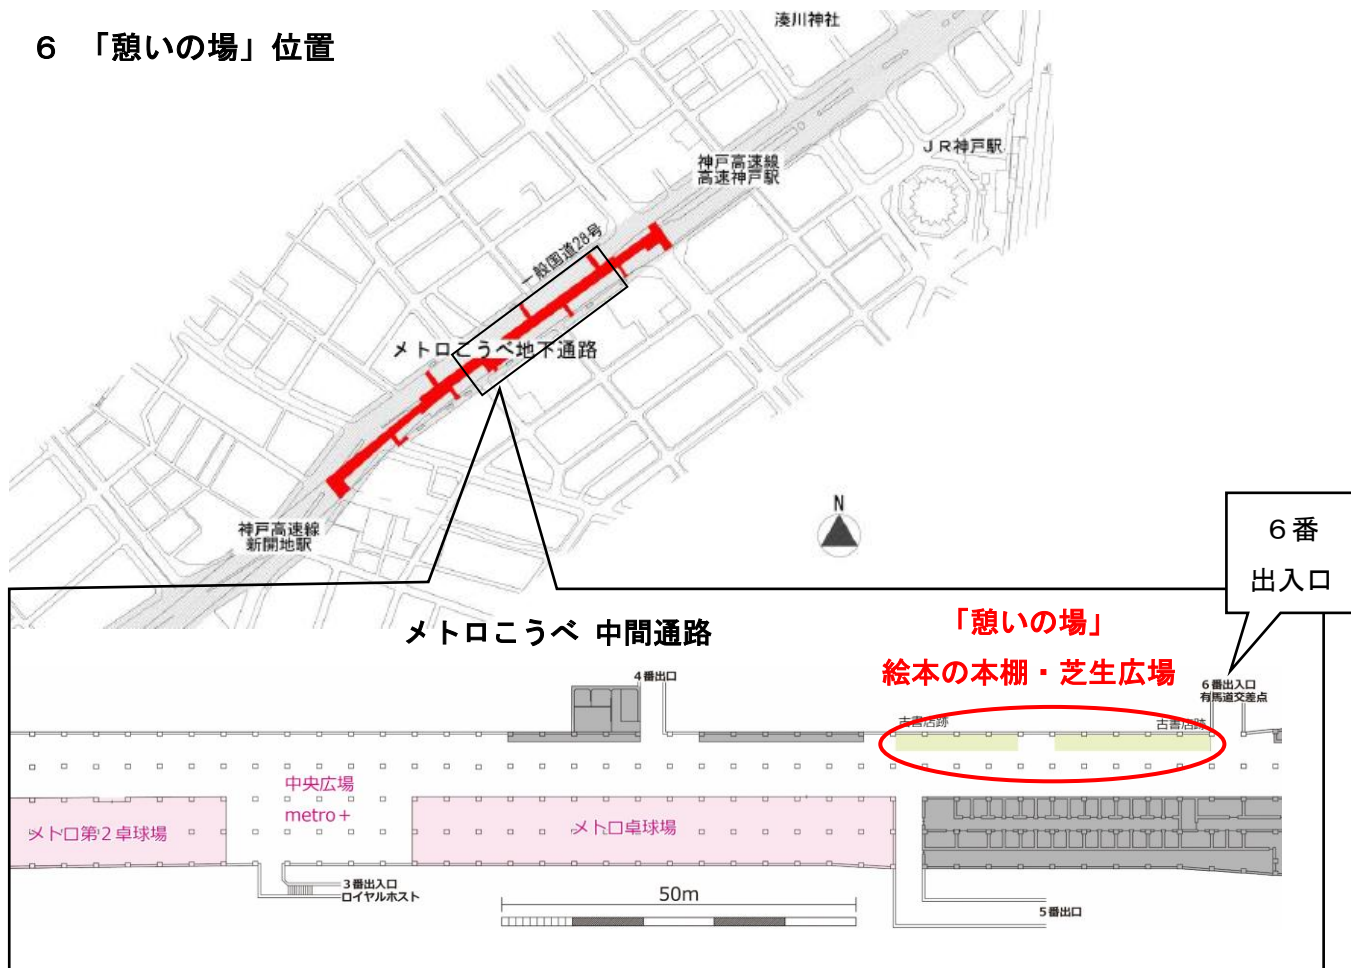 ６ 「憩いの場」位置
湊川神社
ＪＲ神戸駅
神戸高速線
高速神戸駅
一般国道28号
メトロこうべ地下通路
神戸高速線
新開地駅
N
６番
出入口
メトロこうべ 中間通路
「憩いの場」
絵本の本棚・芝生広場
４番出口
６番出入口
有馬道交差点
古書店跡
古書店跡
中央広場
metro＋
メトロ第２卓球場
メトロ卓球場
３番出入口
ロイヤルホスト
50m
５番出口